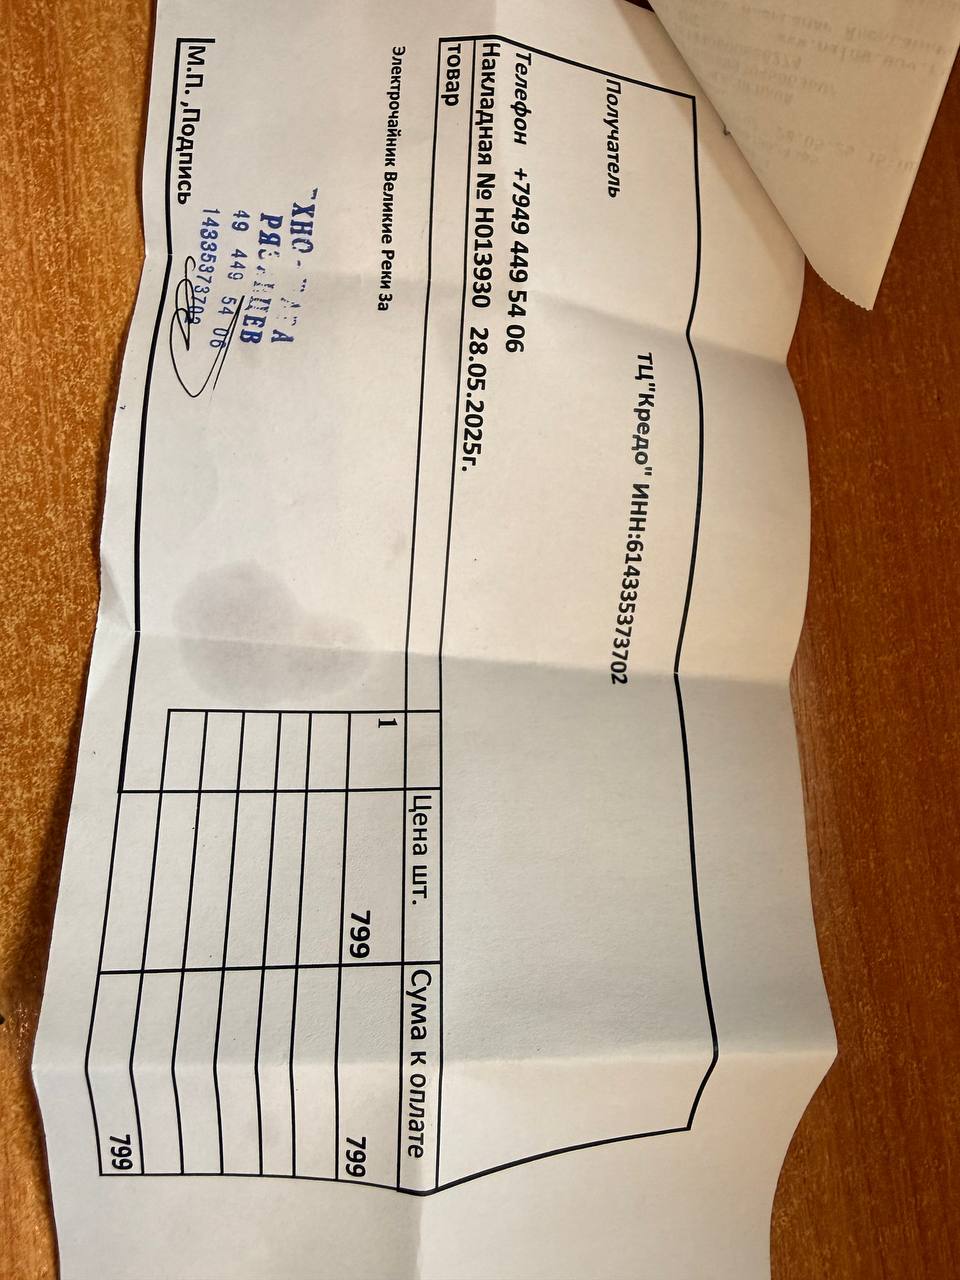 ТЦ"Кредо" ИНН:614335373702
Получатель
Телефон +7949 449 54 06
Накладная № Н013930 28.05.2025г.
товар Цена шт. Сума к оплате
Электрочайник Великие Реки За 1 799 799
49 449 54 06
М.П. ,Подпись
799